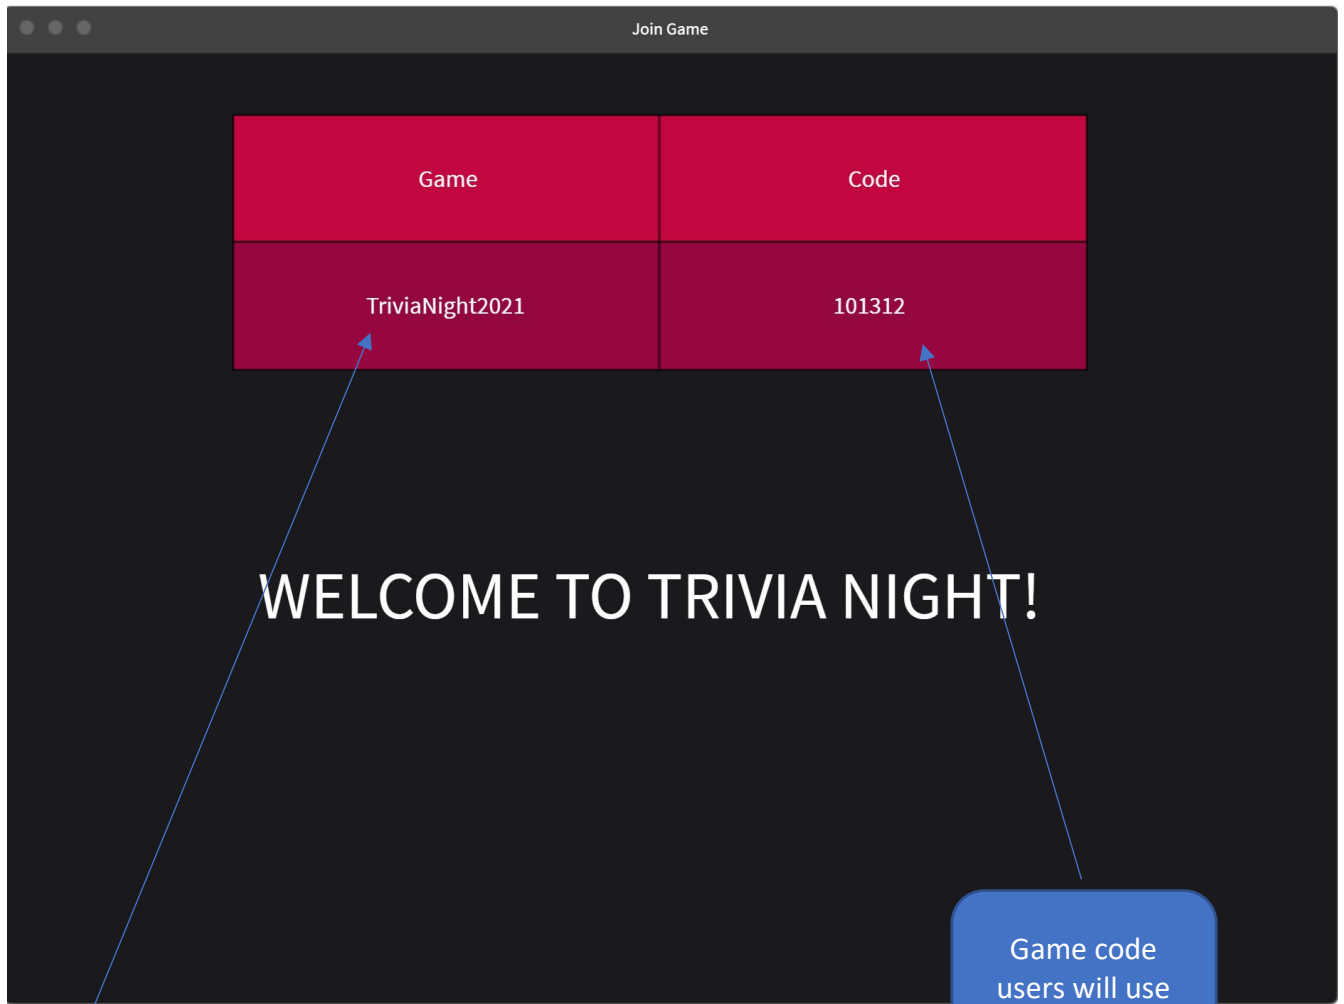 Join Game
Game Code
TriviaNight2021 101312
WELCOME TO TRIVIA NIGHT!
Game code
users will use